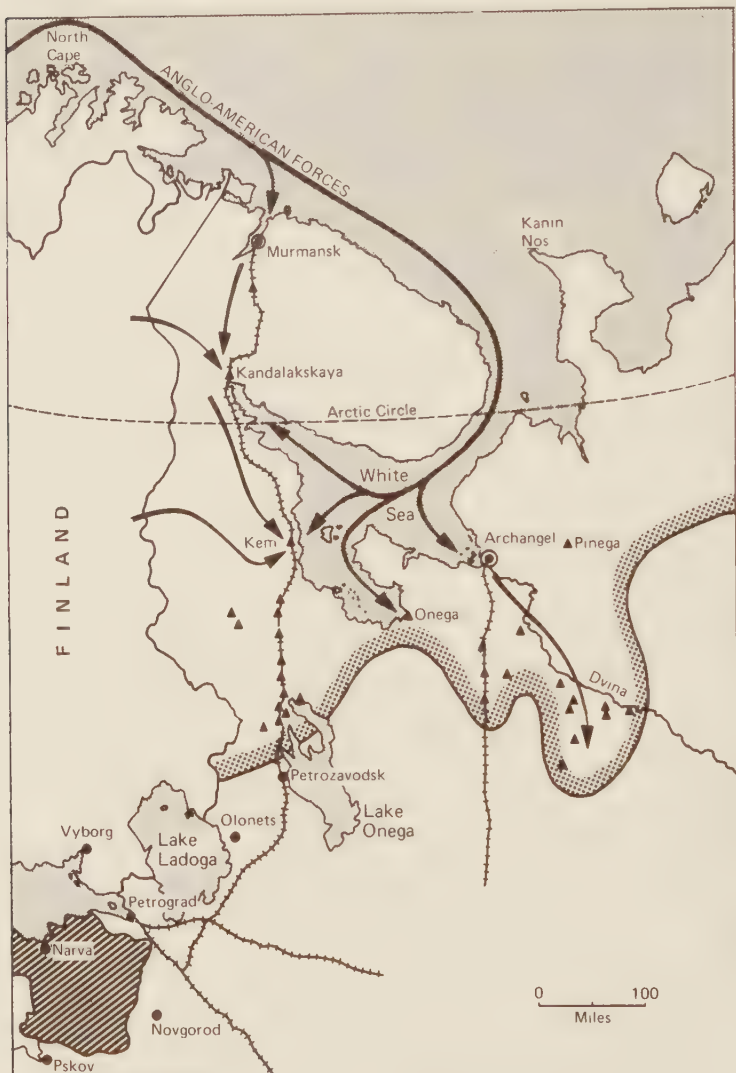 North
Cape
ANGLO-AMERICAN FORCES
Kanin
Nos
Murmansk
Kandalakskaya
Arctic Circle
White
Sea
Kem
Archangel
Pinega
Onega
FINLAND
Dvina
Petrozavodsk
Lake
Onega
Olonets
Vyborg
Lake
Ladoga
Petrograd
Narva
Novgorod
Pskov
0 100
Miles